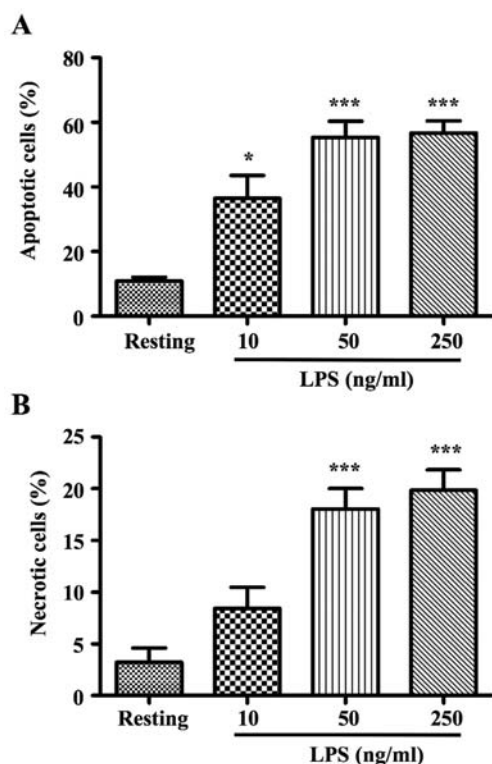 A
Apoptotic cells (%)
80
60
40
20
0
*
***
***
Resting
10
50
250
LPS (ng/ml)
B
Necrotic cells (%)
25
20
15
10
5
0
***
***
Resting
10
50
250
LPS (ng/ml)